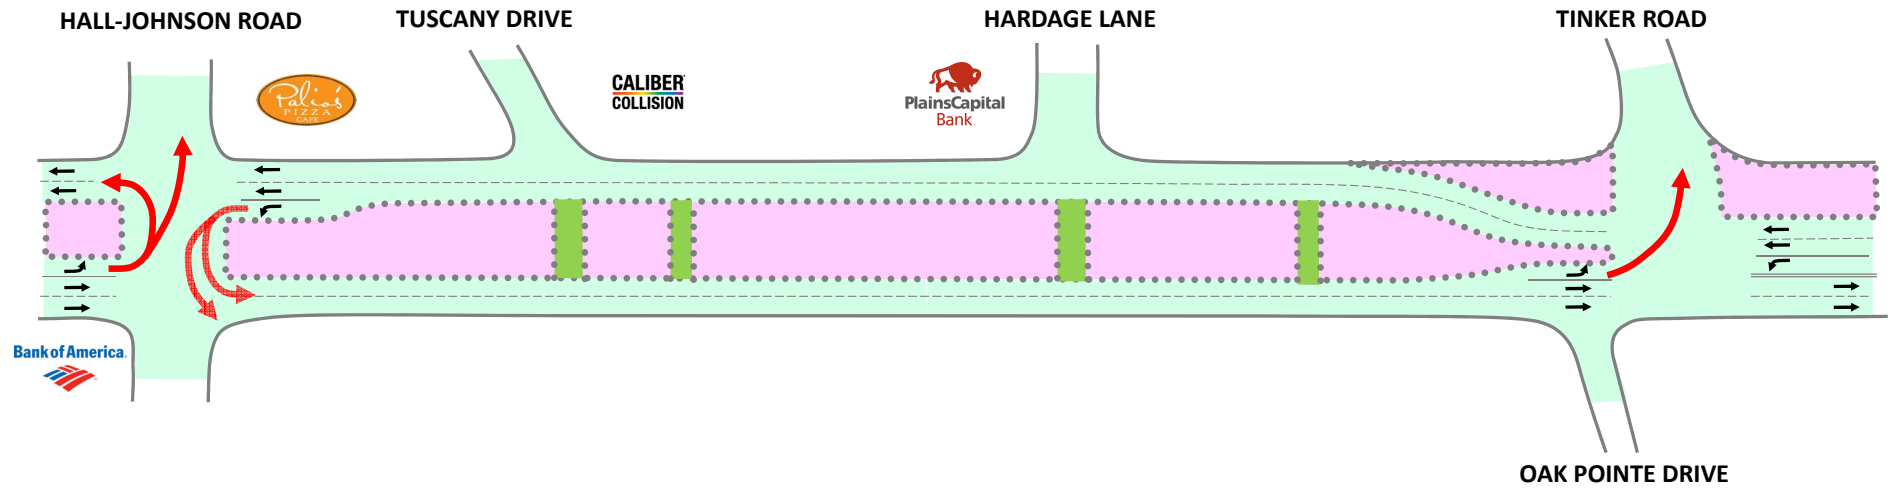 HALL-JOHNSON ROAD
TUSCANY DRIVE
HARDAGE LANE
TINKER ROAD
Palio's
PIZZA
CAFE
CALIBER
COLLISION
PlainsCapital
Bank
Bank of America.
OAK POINTE DRIVE